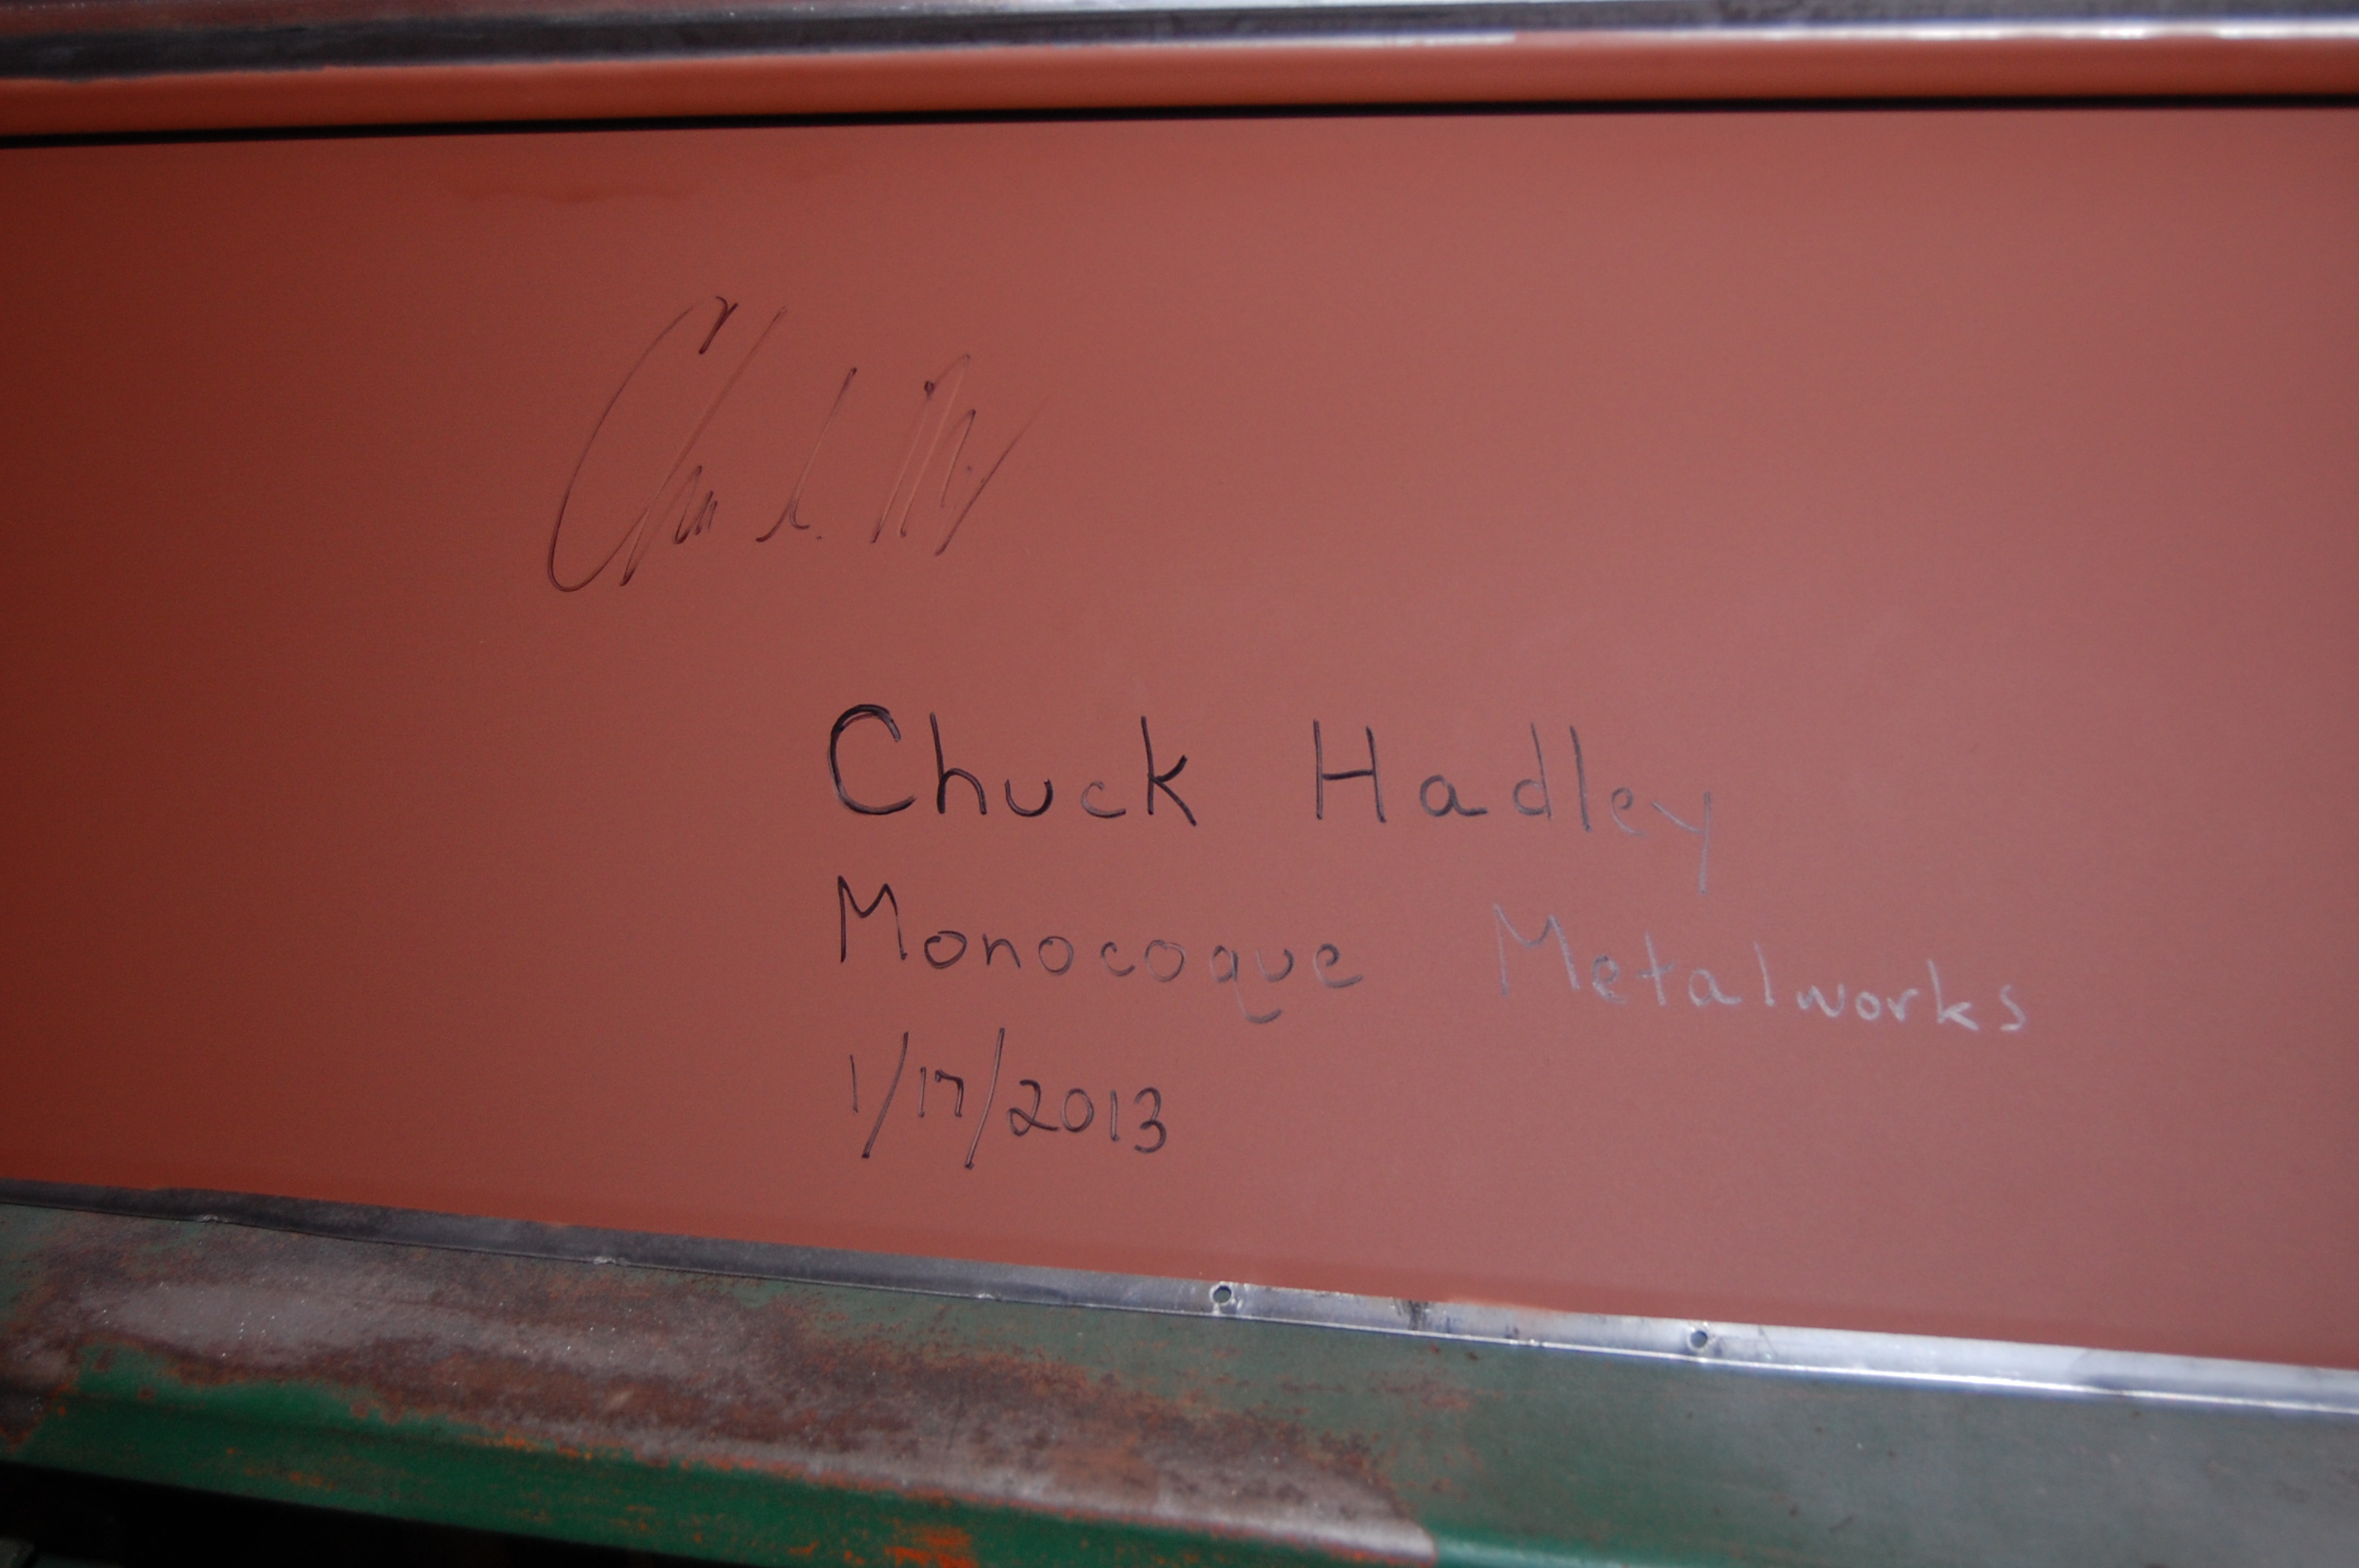 Chuck Hadley
Monocoque Metalworks
1/17/2013